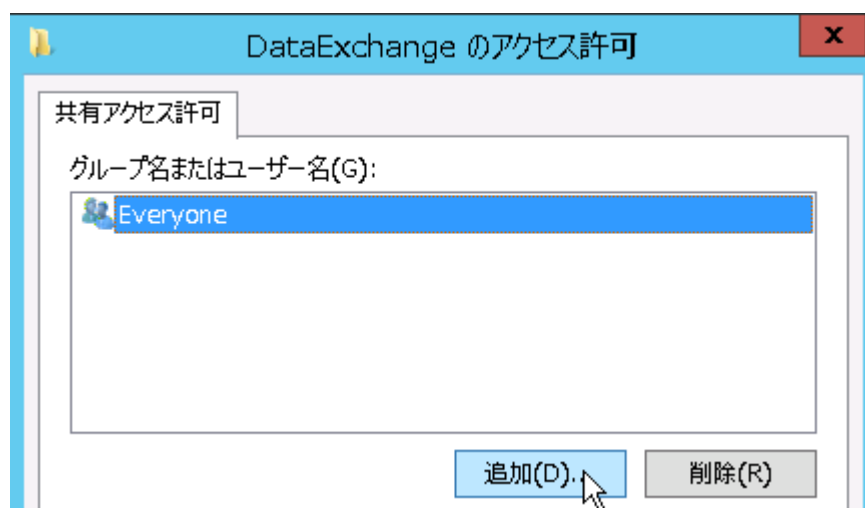 DataExchange のアクセス許可
共有アクセス許可
グループ名またはユーザー名(G):
Everyone
追加(D)..
削除(R)